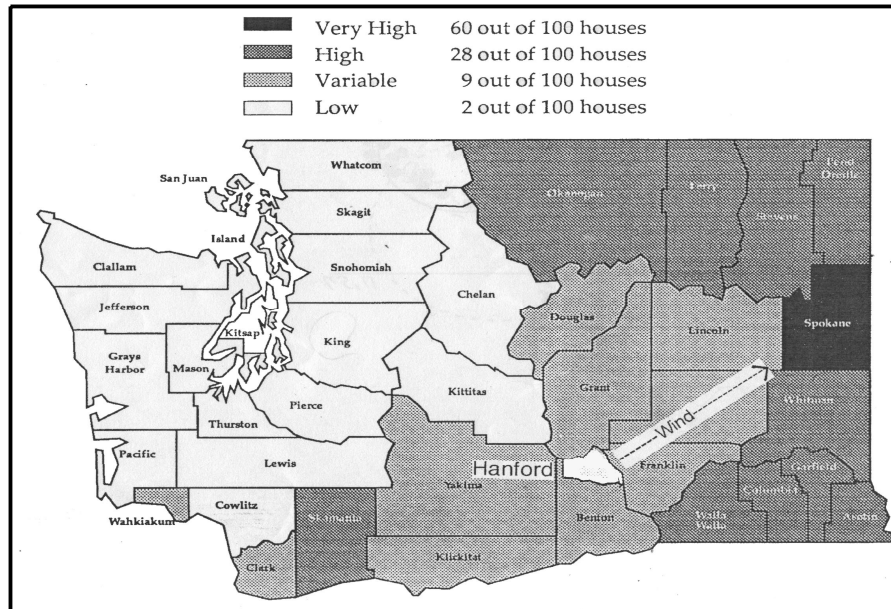 Very High 60 out of 100 houses
High 28 out of 100 houses
Variable 9 out of 100 houses
Low 2 out of 100 houses
Whatcom
San Juan
Skagit
Island
Snohomish
Clallam
Jefferson
Chelan
Kitsap
King
Grays
Harbor
Mason
Kittitas
Pierce
Thurston
Pacific
Lewis
Wahkiakum
Cowlitz
Clark
Skamania
Yakima
Klickitat
Okanogan
Ferry
Stevens
Pend
Oreille
Douglas
Lincoln
Spokane
Grant
Wind
Whitman
Hanford
Franklin
Benton
Walla
Walla
Columbia
Garfield
Asotin